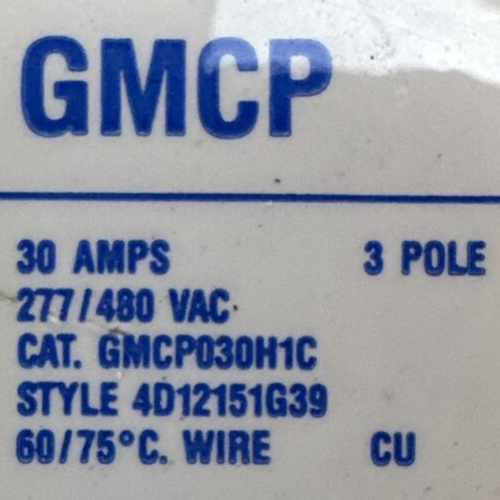 GMCP
30 AMPS 3 POLE
277/480 VAC
CAT. GMCP030H1C
STYLE 4D12151G39
60/75°C. WIRE CU